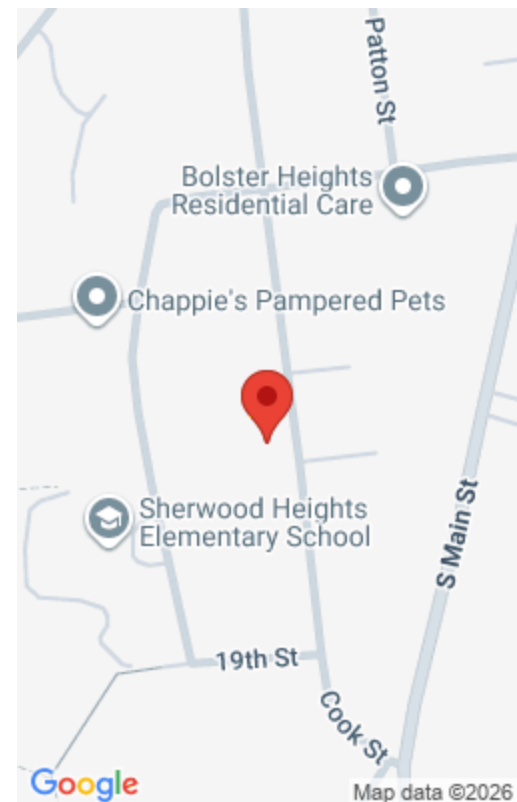 Patton St
Bolster Heights
Residential Care
Chappie's Pampered Pets
Sherwood Heights
Elementary School
S Main St
19th St
Cook St
Google
Map data ©2026